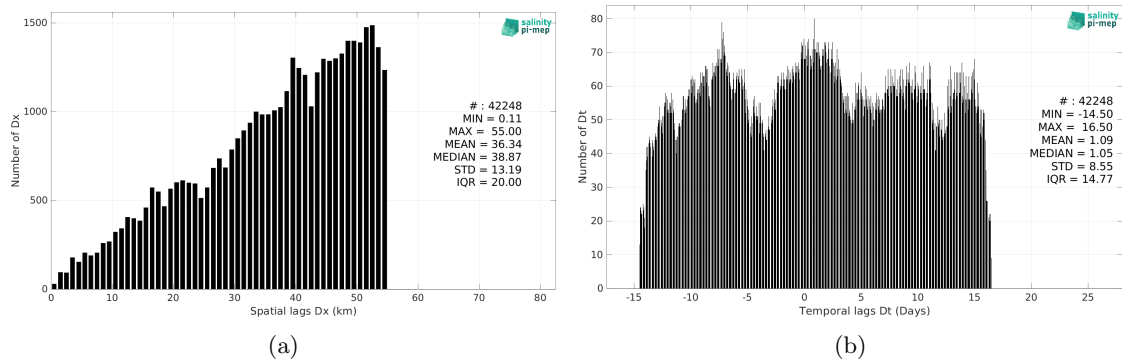 1500
1000
500
0
Number of Dx
0 10 20 30 40 50 60 70 80
Spatial lags Dx (km)
salinity
pi-mep
# : 42248
MIN = 0.11
MAX = 55.00
MEAN = 36.34
MEDIAN = 38.87
STD = 13.19
IQR = 20.00
(a)
80
70
60
50
40
30
20
10
0
Number of Dt
-15 -10 -5 0 5 10 15 20 25
Temporal lags Dt (Days)
salinity
pi-mep
# : 42248
MIN = -14.50
MAX = 16.50
MEAN = 1.09
MEDIAN = 1.05
STD = 8.55
IQR = 14.77
(b)